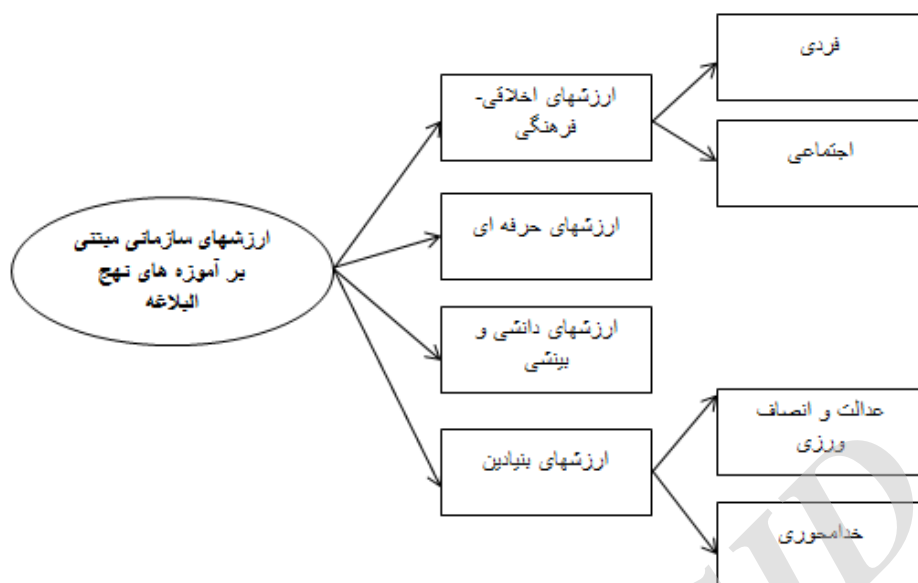 ارزشهای سازمانی مبتنی
بر آموزه های نهج
البلاغه
ارزشهای اخلاقی-
فرهنگی
فردی
اجتماعی
ارزشهای حرفه ای
ارزشهای دانشی و
بینشی
ارزشهای بنیادین
عدالت و انصاف
ورزی
خدامحوری